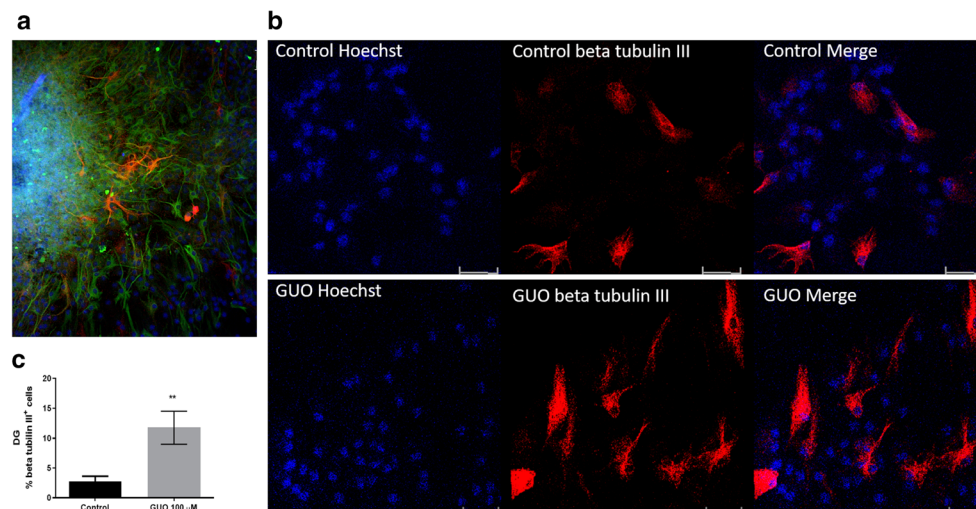 a
b
Control Hoechst
Control beta tubulin III
Control Merge
GUO Hoechst
GUO beta tubulin III
GUO Merge
c
20
15
10
5
0
**
DG
% beta tubilin III+ cells
Control
GUO 100 μM